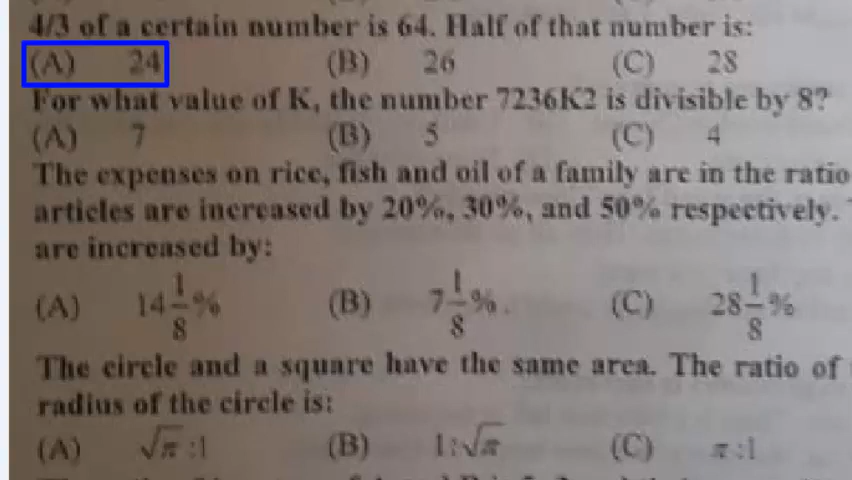 4/3 of a certain number is 64. Half of that number is:
(A) 24 (B) 26 (C) 28
For what value of K, the number 7236K2 is divisible by 8?
(A) 7 (B) 5 (C) 4
The expenses on rice, fish and oil of a family are in the ratio
articles are increased by 20%, 30%, and 50% respectively.
are increased by:
(A) 14 1/8 % (B) 7 1/8 %. (C) 28 1/8 %
The circle and a square have the same area. The ratio of
radius of the circle is:
(A) √π :1 (B) 1:√π (C) π :1